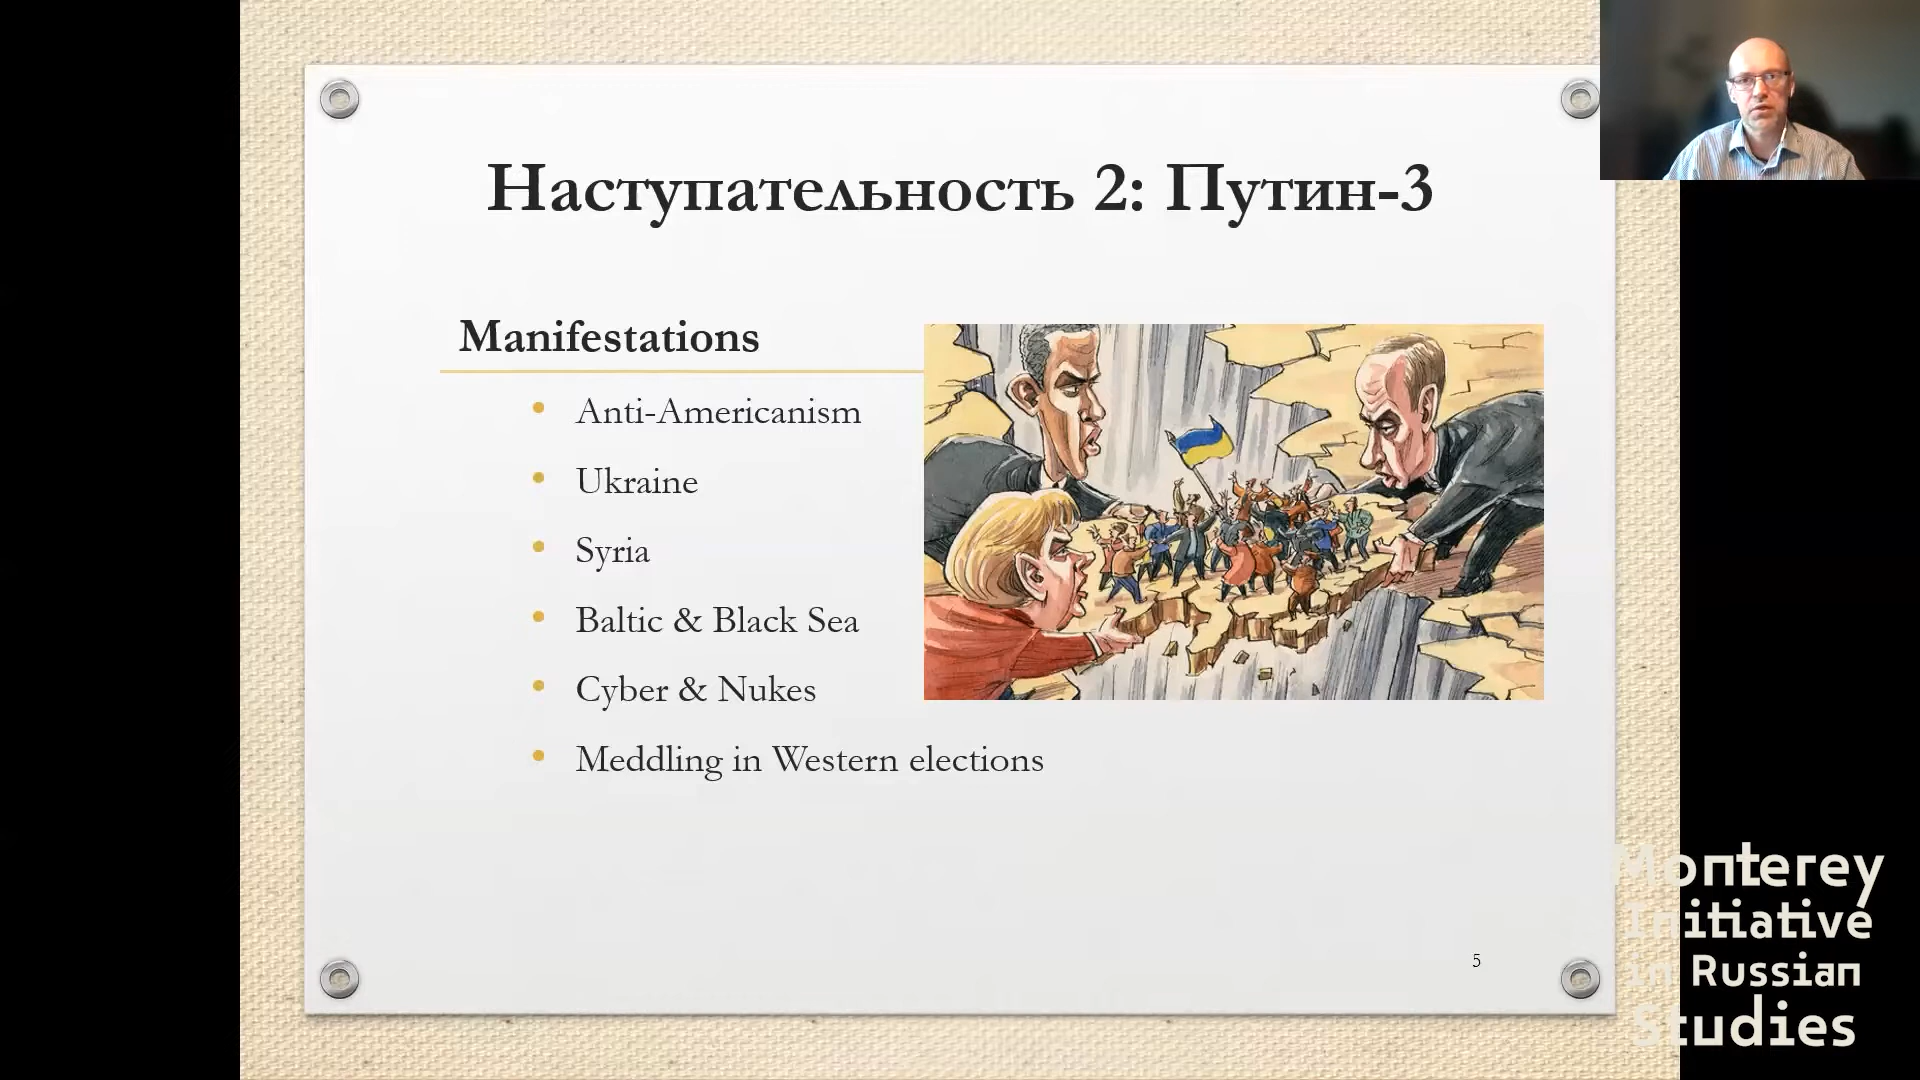 Наступательность 2: Путин-3
Manifestations
Anti-Americanism
Ukraine
Syria
Baltic & Black Sea
Cyber & Nukes
Meddling in Western elections
5
Monterey
Initiative
in Russian
Studies